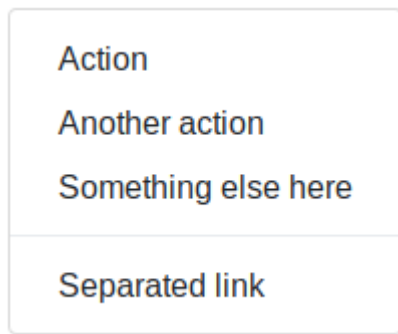 Action
Another action
Something else here
Separated link